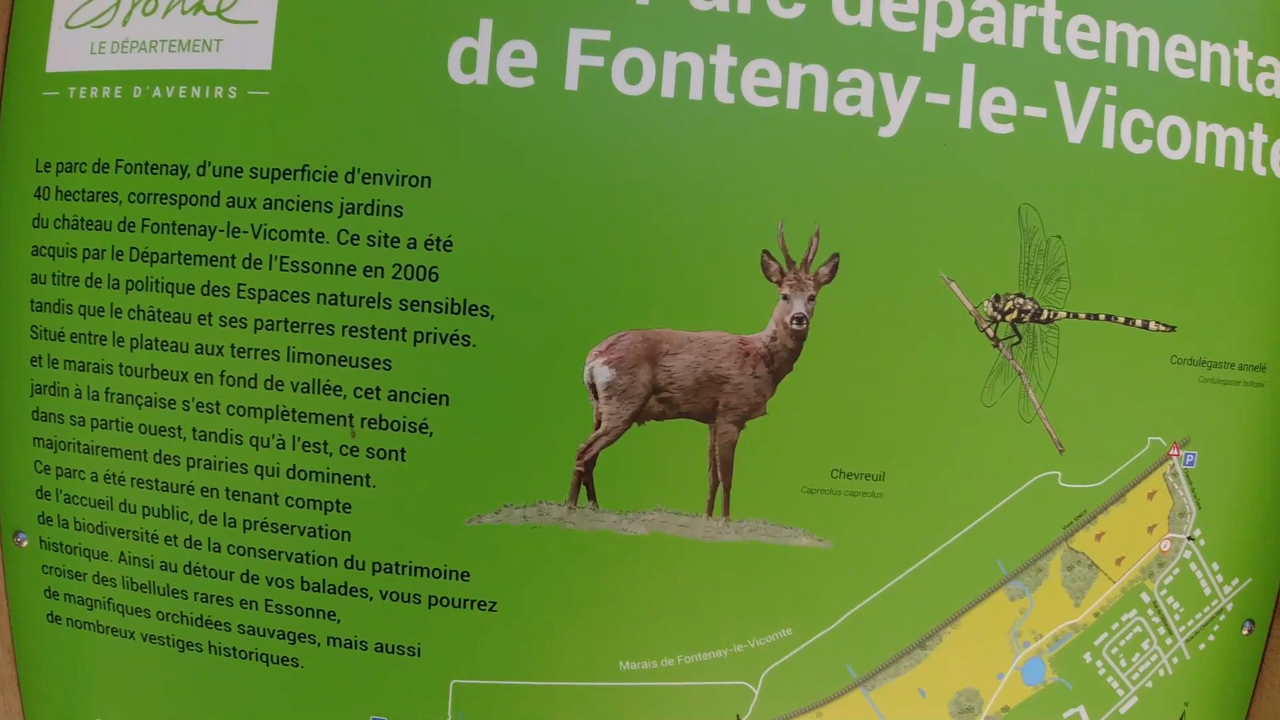 Essonne
LE DÉPARTEMENT
— TERRE D'AVENIRS —
Parc départementa
de Fontenay-le-Vicomte
Le parc de Fontenay, d'une superficie d'environ
40 hectares, correspond aux anciens jardins
du château de Fontenay-le-Vicomte. Ce site a été
acquis par le Département de l'Essonne en 2006
au titre de la politique des Espaces naturels sensibles,
tandis que le château et ses parterres restent privés.
Situé entre le plateau aux terres limoneuses
et le marais tourbeux en fond de vallée, cet ancien
jardin à la française s'est complètement reboisé,
dans sa partie ouest, tandis qu'à l'est, ce sont
majoritairement des prairies qui dominent.
Ce parc a été restauré en tenant compte
de l'accueil du public, de la préservation
de la biodiversité et de la conservation du patrimoine
historique. Ainsi au détour de vos balades, vous pourrez
croiser des libellules rares en Essonne,
de magnifiques orchidées sauvages, mais aussi
de nombreux vestiges historiques.
Chevreuil
Capreolus capreolus
Cordulégastre annelé
Cordulegaster boltonii
P
Voie SNCF
Marais de Fontenay-le-Vicomte
N